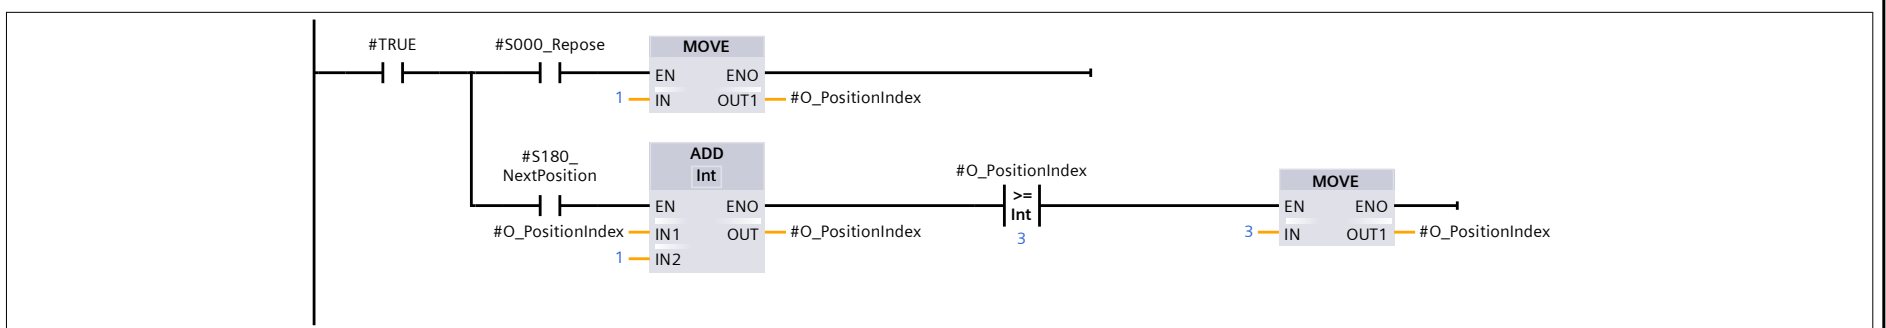 #TRUE
#S000_Repose
MOVE
EN ENO
1 IN OUT1 #O_PositionIndex
#S180_
NextPosition
ADD
Int
EN ENO
#O_PositionIndex IN1 OUT #O_PositionIndex
1 IN2
#O_PositionIndex
>=
Int
3
MOVE
EN ENO
3 IN OUT1 #O_PositionIndex